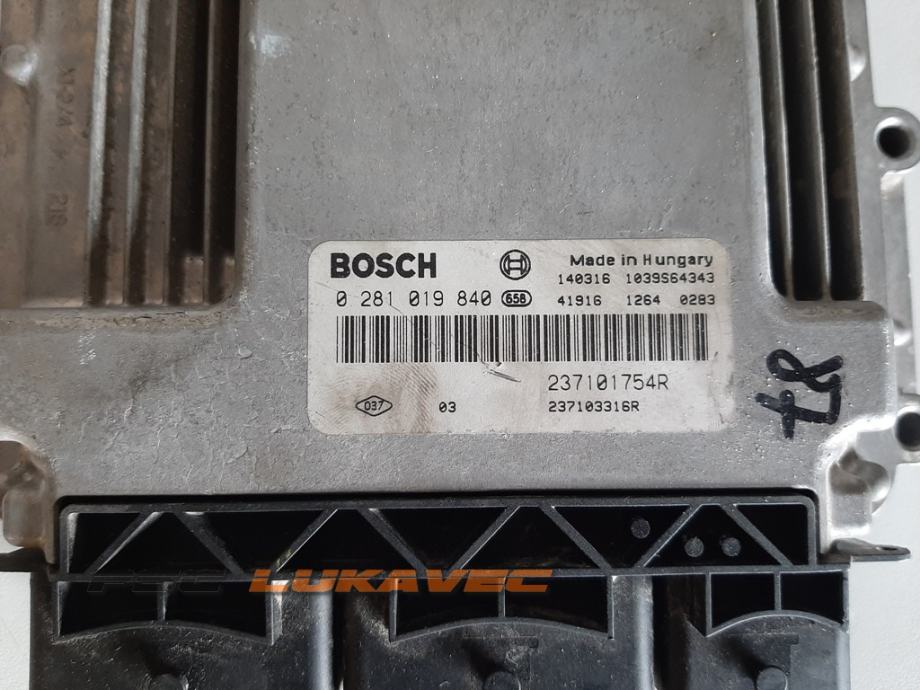 BOSCH Made in Hungary
140316 1039S64343
0 281 019 840 658 41916 1264 0283
237101754R
037 03 237103316R
LUKAVEC